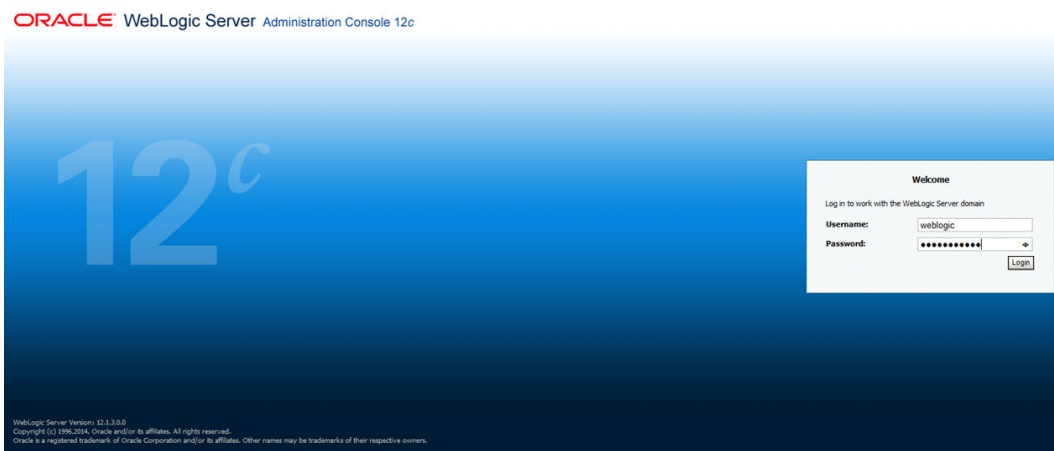 ORACLE WebLogic Server Administration Console 12c
12c
Welcome
Log in to work with the WebLogic Server domain
Username: weblogic
Password: •••••••••••
Login
WebLogic Server Version: 12.1.3.0.0
Copyright (c) 1996,2014, Oracle and/or its affiliates. All rights reserved.
Oracle is a registered trademark of Oracle Corporation and/or its affiliates. Other names may be trademarks of their respective owners.